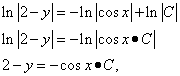 ln|2−y|=−ln|cos x|+ln|C|
ln|2−y|=−ln|cos x•C|
2−y=−cos x•C,